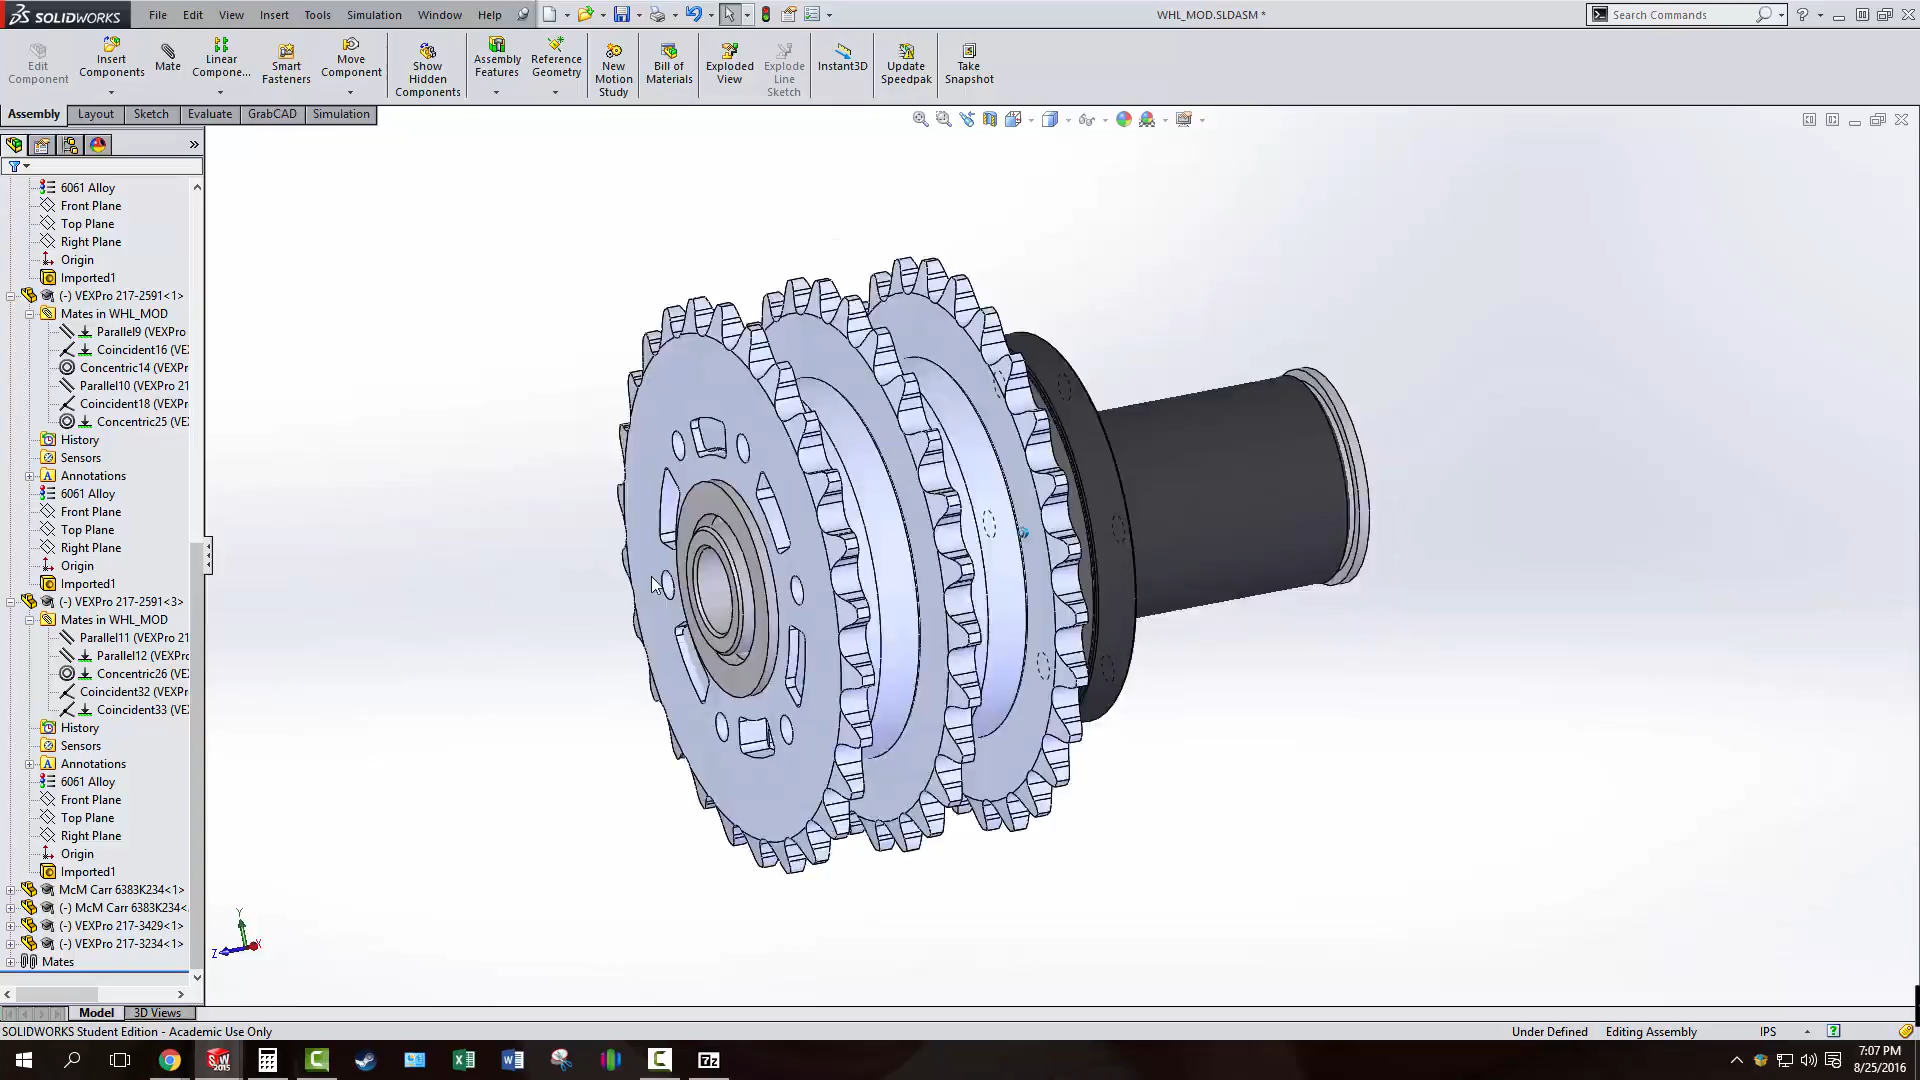 SOLIDWORKS
File Edit View Insert Tools Simulation Window Help
WHL_MOD.SLDASM *
Search Commands
Edit Component
Insert Components
Mate
Linear Compone...
Smart Fasteners
Move Component
Show Hidden Components
Assembly Features
Reference Geometry
New Motion Study
Bill of Materials
Exploded View
Explode Line Sketch
Instant3D
Update Speedpak
Take Snapshot
Assembly Layout Sketch Evaluate GrabCAD Simulation
6061 Alloy
Front Plane
Top Plane
Right Plane
Origin
Imported1
(-) VEXPro 217-2591<1>
Mates in WHL_MOD
Parallel9 (VEXPro
Coincident16 (VE
Concentric14 (VEXPr
Parallel10 (VEXPro 21
Coincident18 (VEXPr
Concentric25 (VE
History
Sensors
Annotations
6061 Alloy
Front Plane
Top Plane
Right Plane
Origin
Imported1
(-) VEXPro 217-2591<3>
Mates in WHL_MOD
Parallel11 (VEXPro 21
Parallel12 (VEXPr
Concentric26 (VE
Coincident32 (VEXPr
Coincident33 (VE
History
Sensors
Annotations
6061 Alloy
Front Plane
Top Plane
Right Plane
Origin
Imported1
McM Carr 6383K234<1>
(-) McM Carr 6383K234<
(-) VEXPro 217-3429<1>
(-) VEXPro 217-3234<1>
Mates
Y
Z X
Model 3D Views
SOLIDWORKS Student Edition - Academic Use Only
Under Defined Editing Assembly IPS
7:07 PM
8/25/2016